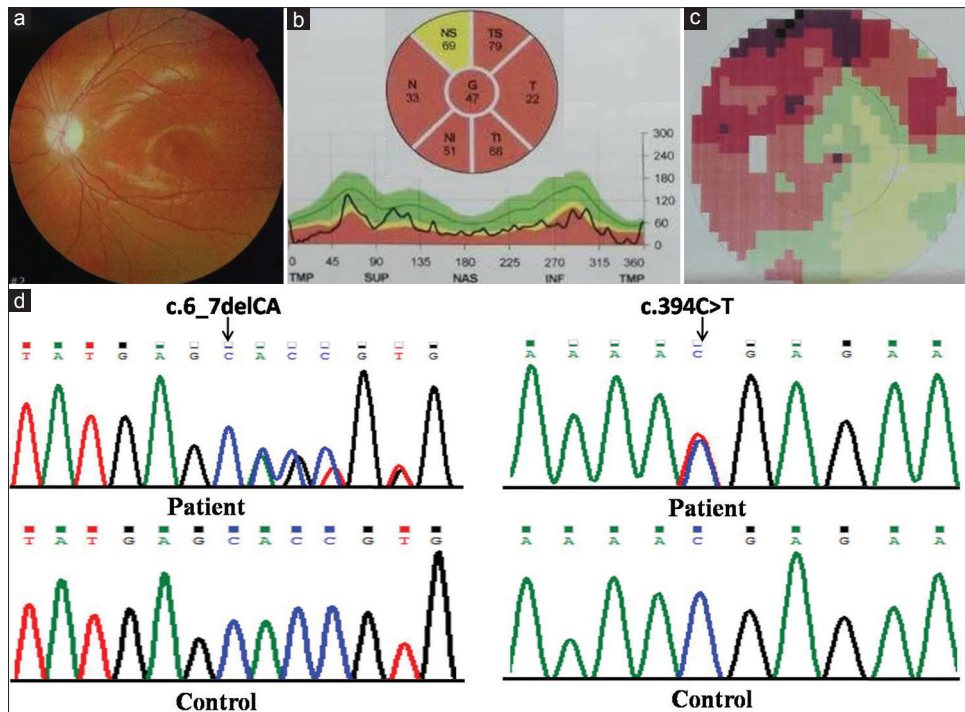 a
#2
b
NS
69
TS
79
N
33
G
47
T
22
NI
51
TI
68
300
240
180
120
60
0
0 45 90 135 180 225 270 315 360
TMP SUP NAS INF TMP
c
d
c.6_7delCA
T A T G A G C A C C G T G
Patient
T A T G A G C A C C G T G
Control
c.394C>T
A A A A C G A G A A
Patient
A A A A C G A G A A
Control